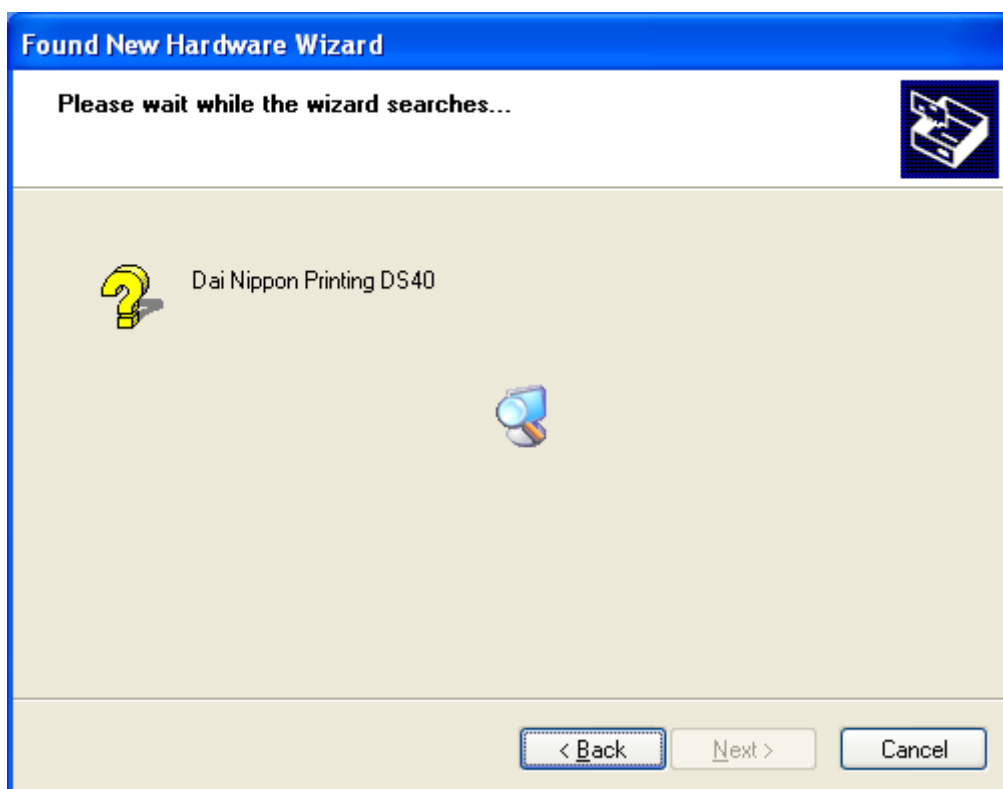 Found New Hardware Wizard
Please wait while the wizard searches...
Dai Nippon Printing DS40
< Back
Next >
Cancel